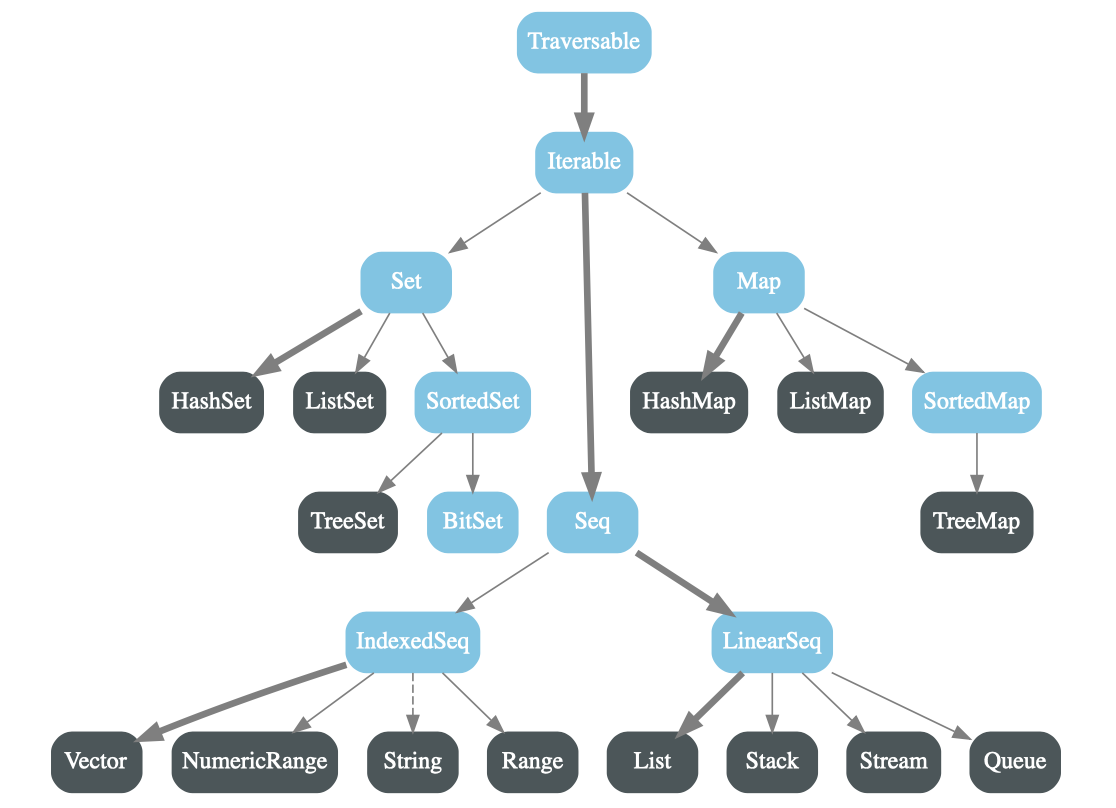 Traversable
Iterable
Set
Map
HashSet
ListSet
SortedSet
HashMap
ListMap
SortedMap
TreeSet
BitSet
Seq
TreeMap
IndexedSeq
LinearSeq
Vector
NumericRange
String
Range
List
Stack
Stream
Queue